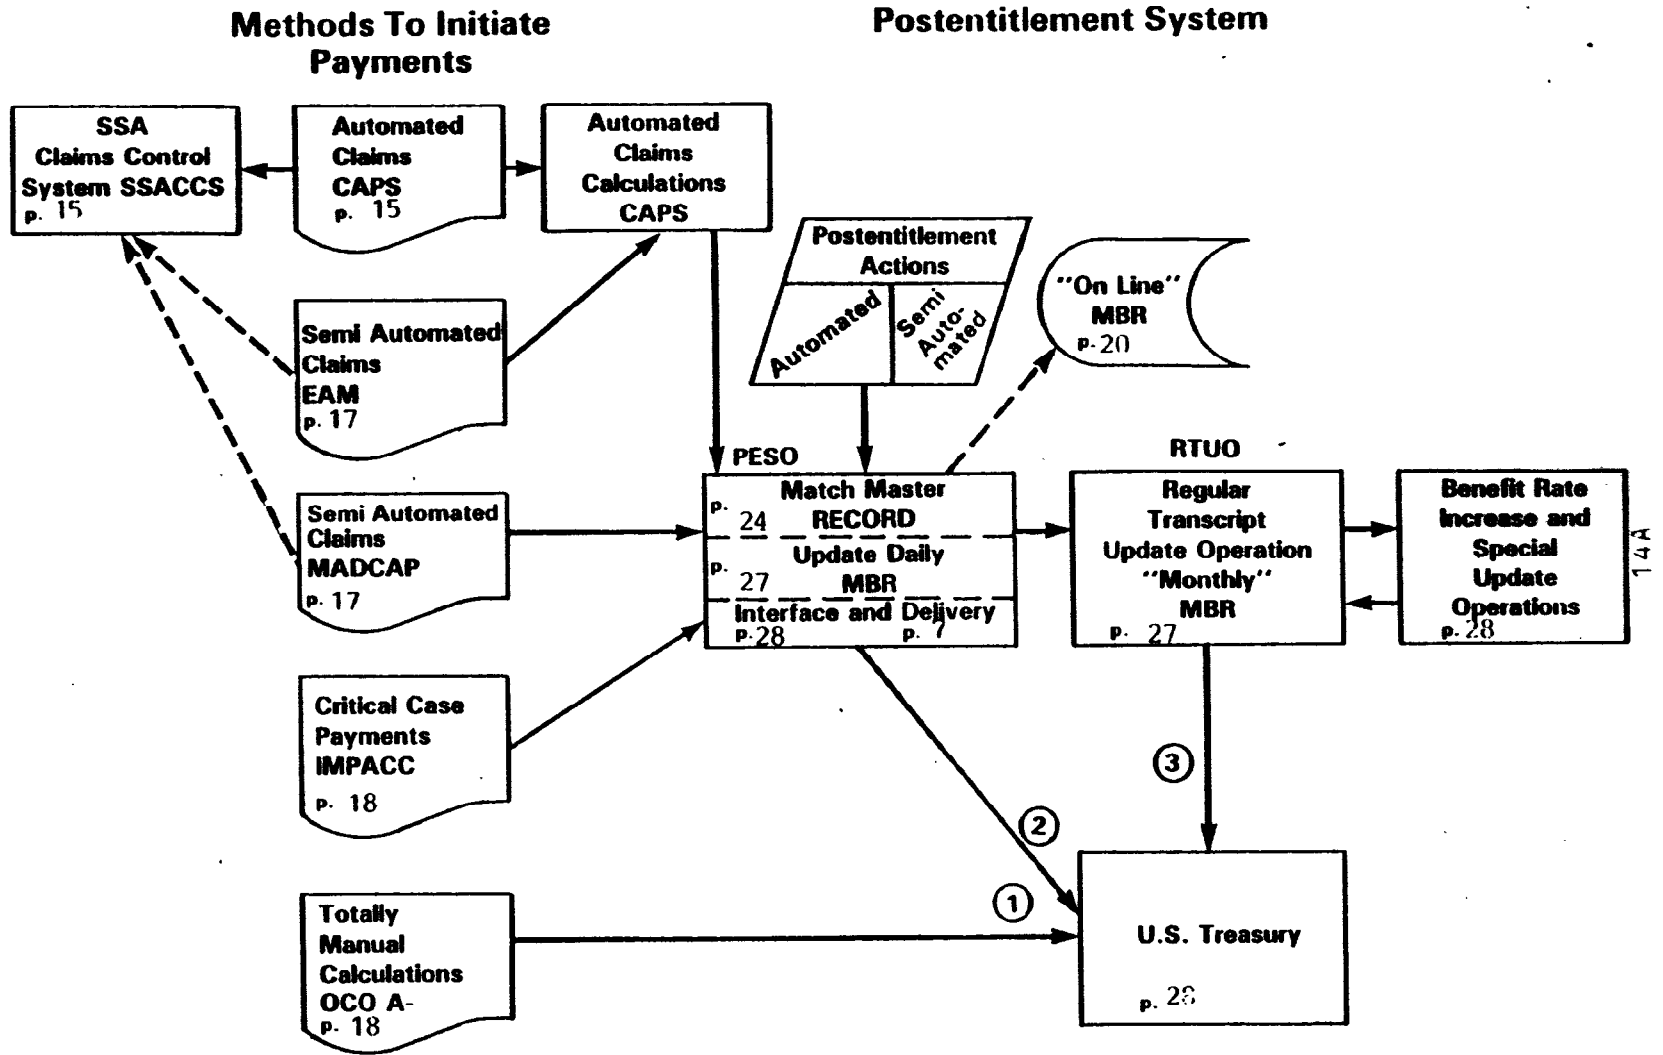 Methods To Initiate
Payments
Postentitlement System
SSA
Claims Control
System SSACCS
p. 15
Automated
Claims
CAPS
p. 15
Automated
Claims
Calculations
CAPS
Semi Automated
Claims
EAM
p. 17
Postentitlement
Actions
Automated
Semi
Auto-
mated
"On Line"
MBR
p. 20
Semi Automated
Claims
MADCAP
p. 17
PESO
Match Master
p. 24 RECORD
Update Daily
p. 27 MBR
Interface and Delivery
p. 28 p. 7
RTUO
Regular
Transcript
Update Operation
"Monthly"
MBR
p. 27
Benefit Rate
Increase and
Special
Update
Operations
p. 28
14A
Critical Case
Payments
IMPACC
p. 18
3
2
1
Totally
Manual
Calculations
OCO A-
p. 18
U.S. Treasury
p.